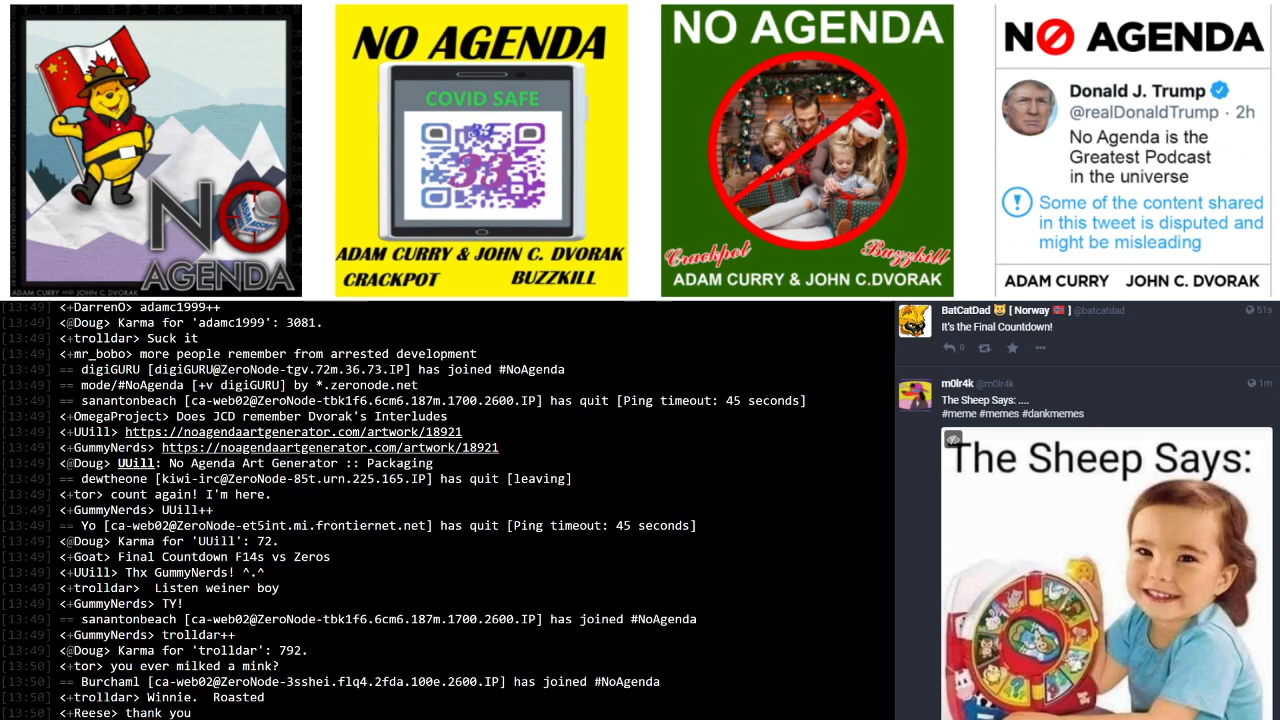 YOUR GITMO RATIO
NO
AGENDA
ADAM CURRY AND JOHN C. DVORAK
NO AGENDA
COVID SAFE
33
ADAM CURRY & JOHN C. DVORAK
CRACKPOT BUZZKILL
NO AGENDA
Crackpot Buzzkill
ADAM CURRY & JOHN C.DVORAK
NO AGENDA
Donald J. Trump
@realDonaldTrump · 2h
No Agenda is the
Greatest Podcast
in the universe
Some of the content shared
in this tweet is disputed and
might be misleading
ADAM CURRY JOHN C. DVORAK
[13:49] <+DarrenO> adamc1999++
[13:49] <@Doug> Karma for 'adamc1999': 3081.
[13:49] <+trolldar> Suck it
[13:49] <+mr_bobo> more people remember from arrested development
[13:49] == digiGURU [digiGURU@ZeroNode-tgv.72m.36.73.IP] has joined #NoAgenda
[13:49] == mode/#NoAgenda [+v digiGURU] by *.zeronode.net
[13:49] == sanantonbeach [ca-web02@ZeroNode-tbk1f6.6cm6.187m.1700.2600.IP] has quit [Ping timeout: 45 seconds]
[13:49] <+OmegaProject> Does JCD remember Dvorak's Interludes
[13:49] <+UUill> https://noagendaartgenerator.com/artwork/18921
[13:49] <+GummyNerds> https://noagendaartgenerator.com/artwork/18921
[13:49] <@Doug> UUill: No Agenda Art Generator :: Packaging
[13:49] == dewtheone [kiwi-irc@ZeroNode-85t.urn.225.165.IP] has quit [leaving]
[13:49] <+tor> count again! I'm here.
[13:49] <+GummyNerds> UUill++
[13:49] == Yo [ca-web02@ZeroNode-et5int.mi.frontiernet.net] has quit [Ping timeout: 45 seconds]
[13:49] <@Doug> Karma for 'UUill': 72.
[13:49] <+Goat> Final Countdown F14s vs Zeros
[13:49] <+UUill> Thx GummyNerds! ^.^
[13:49] <+trolldar>  Listen weiner boy
[13:49] <+GummyNerds> TY!
[13:49] == sanantonbeach [ca-web02@ZeroNode-tbk1f6.6cm6.187m.1700.2600.IP] has joined #NoAgenda
[13:49] <+GummyNerds> trolldar++
[13:49] <@Doug> Karma for 'trolldar': 792.
[13:50] <+tor> you ever milked a mink?
[13:50] == Burchaml [ca-web02@ZeroNode-3sshei.flq4.2fda.100e.2600.IP] has joined #NoAgenda
[13:50] <+trolldar> Winnie.  Roasted
[13:50] <+Reese> thank you
BatCatDad [ Norway ] @batcatdad 51s
It's the Final Countdown!
0
m0lr4k @m0lr4k 1m
The Sheep Says: ....
#meme #memes #dankmemes
The Sheep Says: